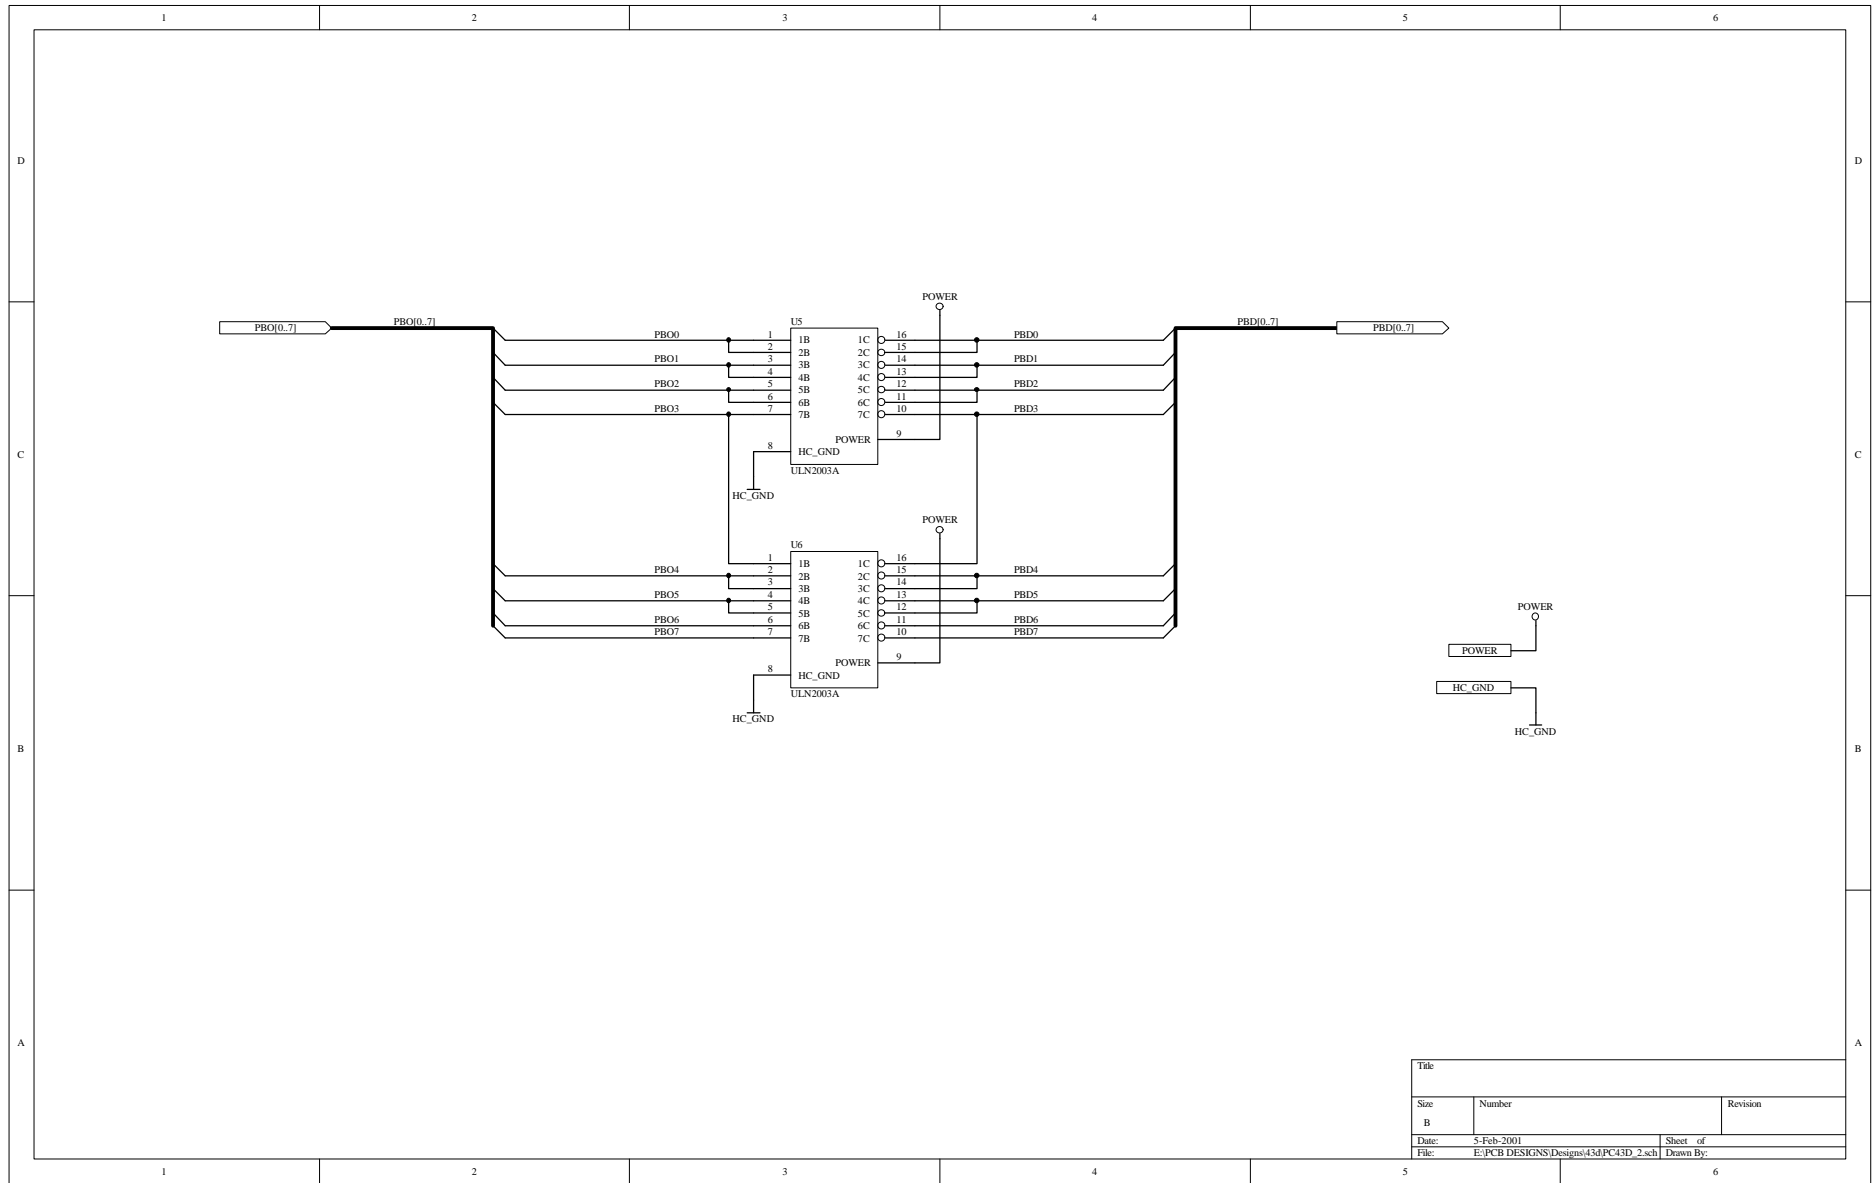 1 2 3 4 5 6
D D
POWER
PBO[0..7] PBO[0..7] U5 PBD[0..7] PBD[0..7]
PBO0 1 1B 1C 16 PBD0
2 2B 2C 15
PBO1 3 3B 3C 14 PBD1
4 4B 4C 13
PBO2 5 5B 5C 12 PBD2
6 6B 6C 11
PBO3 7 7B 7C 10 PBD3
POWER 9
C 8 HC_GND C
ULN2003A
HC_GND
POWER
U6
1 1B 1C 16
PBO4 2 2B 2C 15 PBD4
3 3B 3C 14
PBO5 4 4B 4C 13 PBD5
5 5B 5C 12
POWER
PBO6 6 6B 6C 11 PBD6
PBO7 7 7B 7C 10 PBD7
POWER
POWER 9
8 HC_GND
HC_GND
ULN2003A
HC_GND
HC_GND
B B
A A
Title
Size Number Revision
B
Date: 5-Feb-2001 Sheet of
File: E:\PCB DESIGNS\Designs\43d\PC43D_2.sch Drawn By:
1 2 3 4 5 6